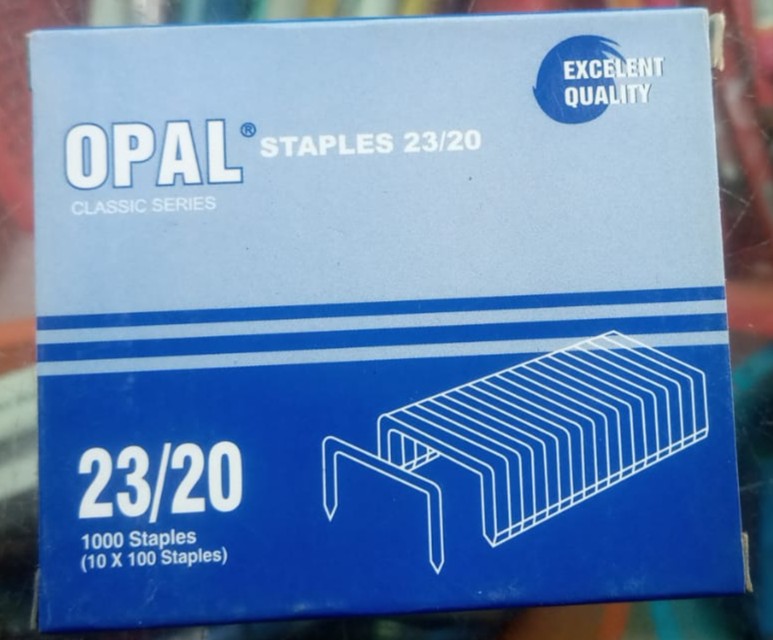 EXCELENT
QUALITY
OPAL® STAPLES 23/20
CLASSIC SERIES
23/20
1000 Staples
(10 X 100 Staples)